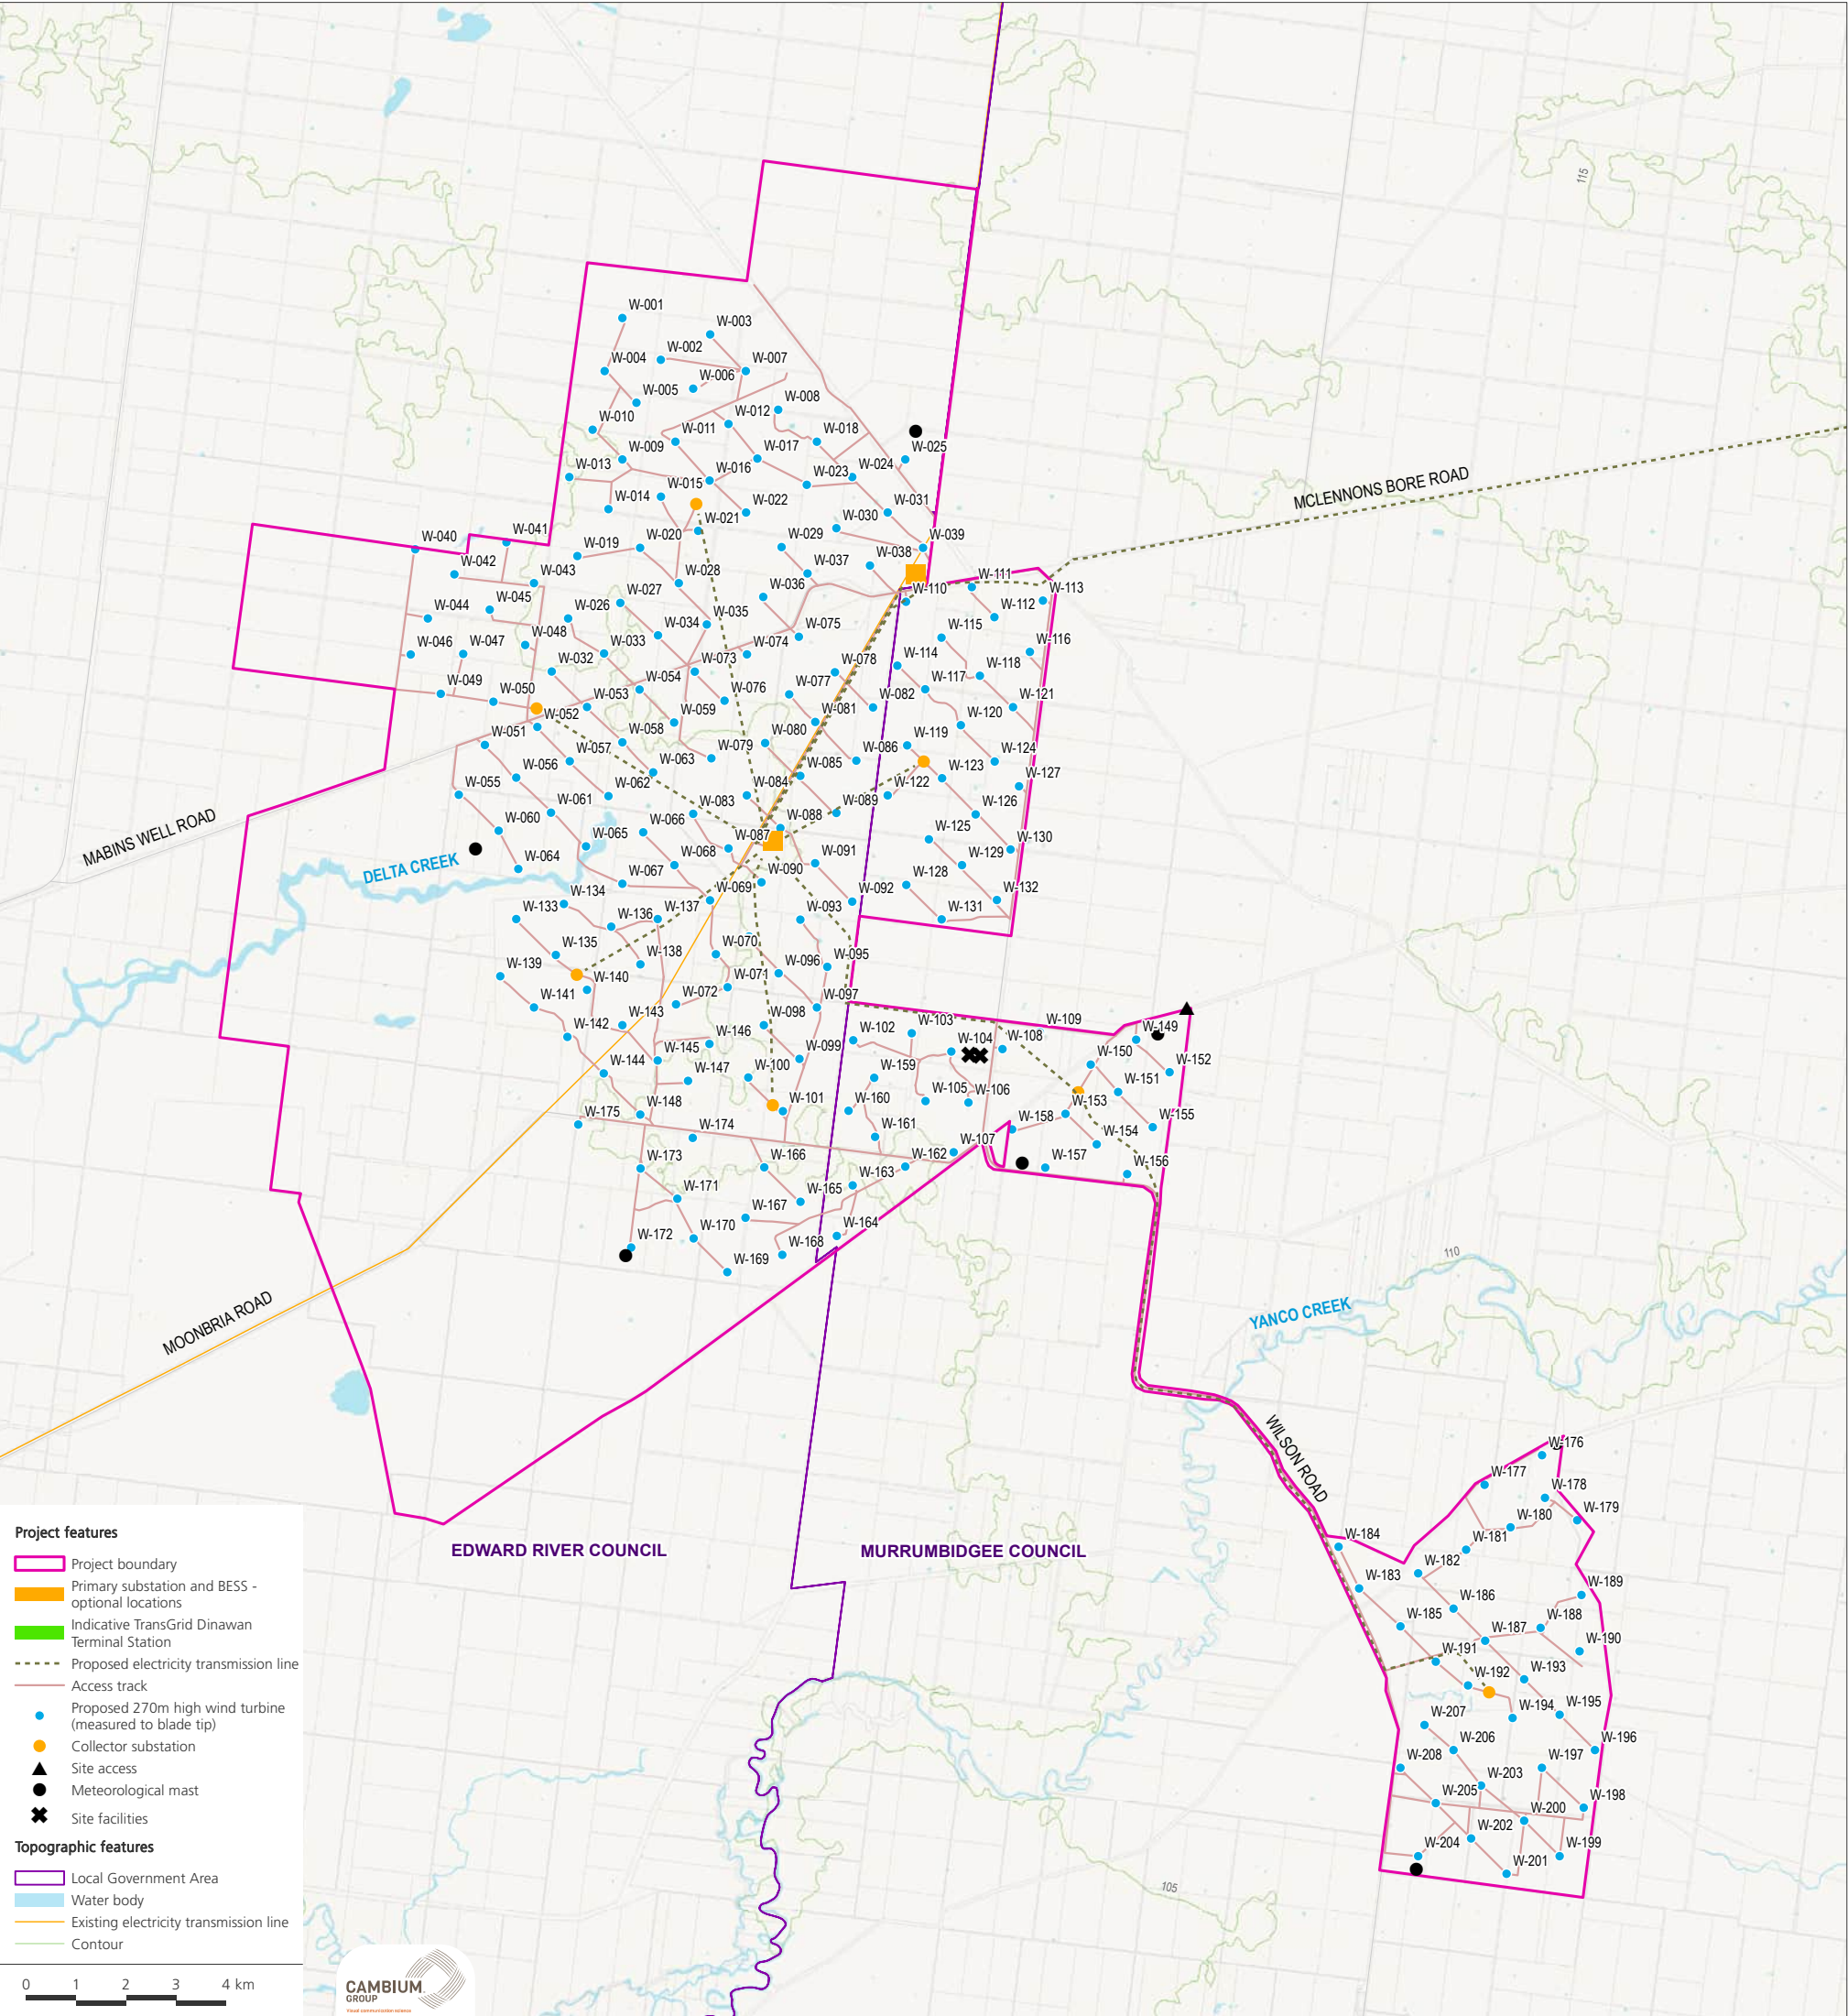 115
W-001
W-003
W-002
W-004
W-007
W-006
W-005
W-008
W-012
W-010
W-011
W-018
W-009
W-017
W-025
W-013
W-016
W-023
W-024
MCLENNONS BORE ROAD
W-015
W-014
W-022
W-031
W-021
W-030
W-040
W-041
W-020
W-029
W-039
W-019
W-038
W-042
W-037
W-043
W-028
W-036
W-111
W-110
W-113
W-045
W-026
W-027
W-112
W-044
W-034
W-035
W-075
W-115
W-046
W-047
W-048
W-033
W-074
W-116
W-032
W-073
W-078
W-114
W-054
W-118
W-049
W-077
W-117
W-050
W-053
W-076
W-082
W-121
W-052
W-059
W-081
W-120
W-051
W-058
W-080
W-119
W-057
W-079
W-086
W-124
W-056
W-063
W-085
W-123
W-055
W-062
W-084
W-122
W-127
W-061
W-083
W-089
W-126
W-060
W-066
W-088
MABINS WELL ROAD
W-065
W-087
W-125
W-130
DELTA CREEK
W-064
W-068
W-091
W-129
W-067
W-090
W-128
W-134
W-069
W-092
W-132
W-133
W-136
W-137
W-093
W-131
W-135
W-138
W-070
W-095
W-139
W-140
W-071
W-096
W-141
W-072
W-097
W-142
W-143
W-098
W-102
W-103
W-109
W-149
W-146
W-104
W-108
W-144
W-145
W-099
W-150
W-152
W-147
W-100
W-159
W-151
W-105
W-106
W-148
W-101
W-160
W-153
W-175
W-158
W-155
W-174
W-161
W-107
W-154
W-173
W-166
W-162
W-157
W-156
W-171
W-165
W-163
W-167
W-172
W-170
W-164
W-169
W-168
110
MOONBRIA ROAD
YANCO CREEK
WILSON ROAD
W-176
W-177
W-178
W-179
W-180
W-184
W-181
W-182
W-183
W-189
W-186
W-185
W-188
W-187
W-190
W-191
W-192
W-193
W-194
W-195
W-207
W-206
W-196
W-208
W-197
W-203
W-205
W-198
W-200
W-202
W-204
W-199
W-201
105
EDWARD RIVER COUNCIL
MURRUMBIDGEE COUNCIL
Project features
Project boundary
Primary substation and BESS -
optional locations
Indicative TransGrid Dinawan
Terminal Station
Proposed electricity transmission line
Access track
Proposed 270m high wind turbine
(measured to blade tip)
Collector substation
Site access
Meteorological mast
Site facilities
Topographic features
Local Government Area
Water body
Existing electricity transmission line
Contour
0 1 2 3 4 km
CAMBIUM
GROUP
Visual communication science